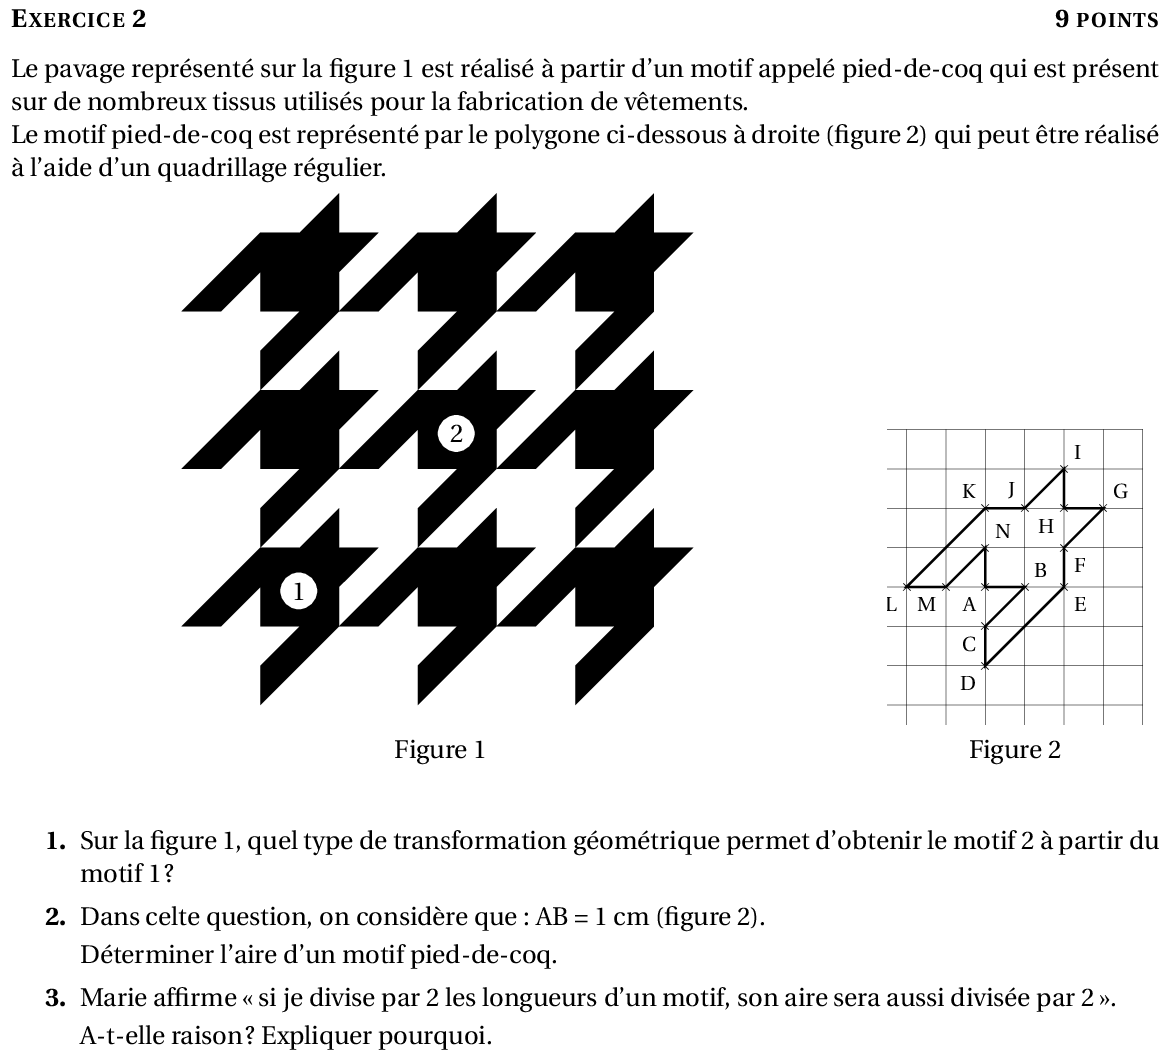 EXERCICE 2 9 POINTS
Le pavage représenté sur la figure 1 est réalisé à partir d’un motif appelé pied-de-coq qui est présent
sur de nombreux tissus utilisés pour la fabrication de vêtements.
Le motif pied-de-coq est représenté par le polygone ci-dessous à droite (figure 2) qui peut être réalisé
à l’aide d’un quadrillage régulier.
2
1
I
K J G
N H
B F
L M A E
C
D
Figure 1 Figure 2
1. Sur la figure 1, quel type de transformation géométrique permet d’obtenir le motif 2 à partir du
motif 1 ?
2. Dans celte question, on considère que : AB = 1 cm (figure 2).
Déterminer l’aire d’un motif pied-de-coq.
3. Marie affirme « si je divise par 2 les longueurs d’un motif, son aire sera aussi divisée par 2 ».
A-t-elle raison ? Expliquer pourquoi.